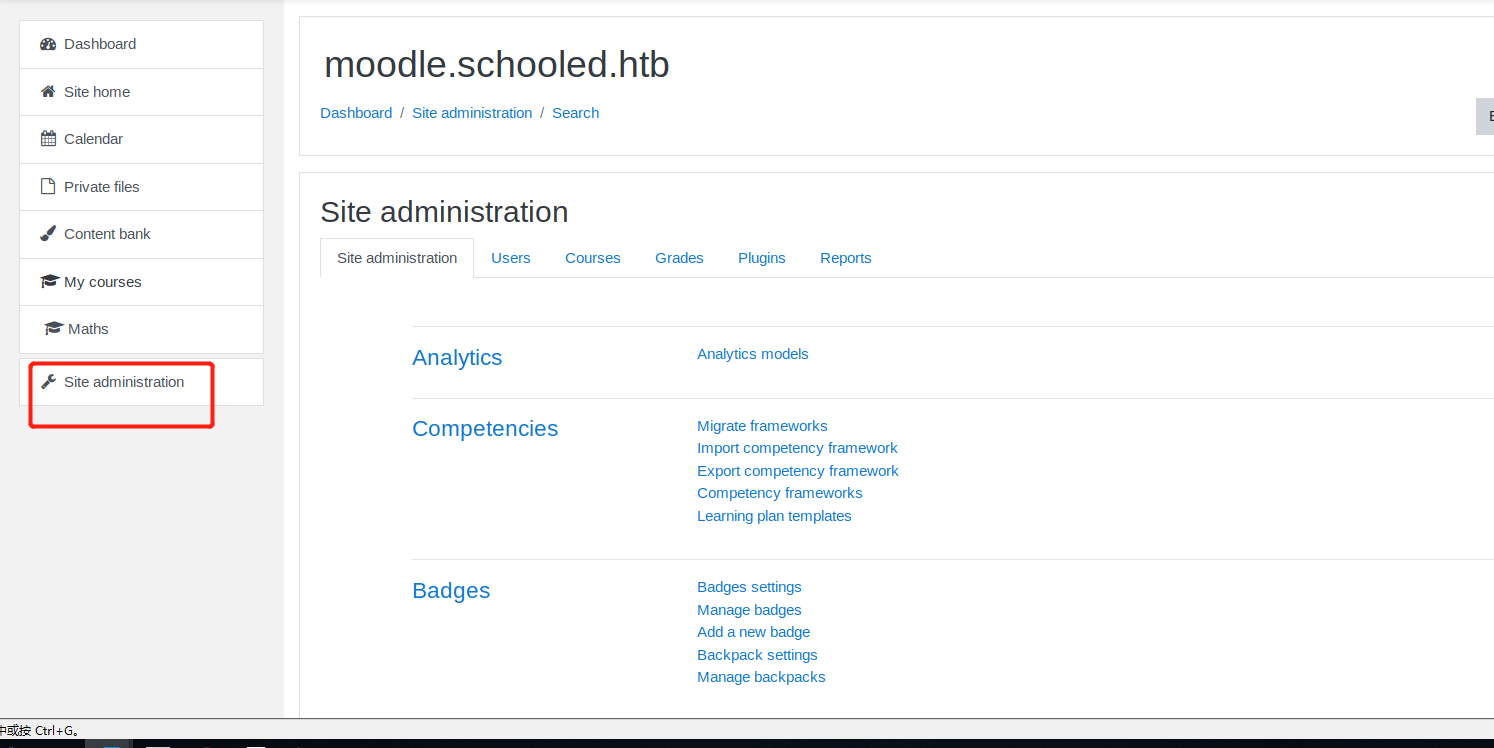 Dashboard
Site home
Calendar
Private files
Content bank
My courses
Maths
Site administration
moodle.schooled.htb
Dashboard / Site administration / Search
Site administration
Site administration Users Courses Grades Plugins Reports
Analytics
Analytics models
Competencies
Migrate frameworks
Import competency framework
Export competency framework
Competency frameworks
Learning plan templates
Badges
Badges settings
Manage badges
Add a new badge
Backpack settings
Manage backpacks
中或按 Ctrl+G。